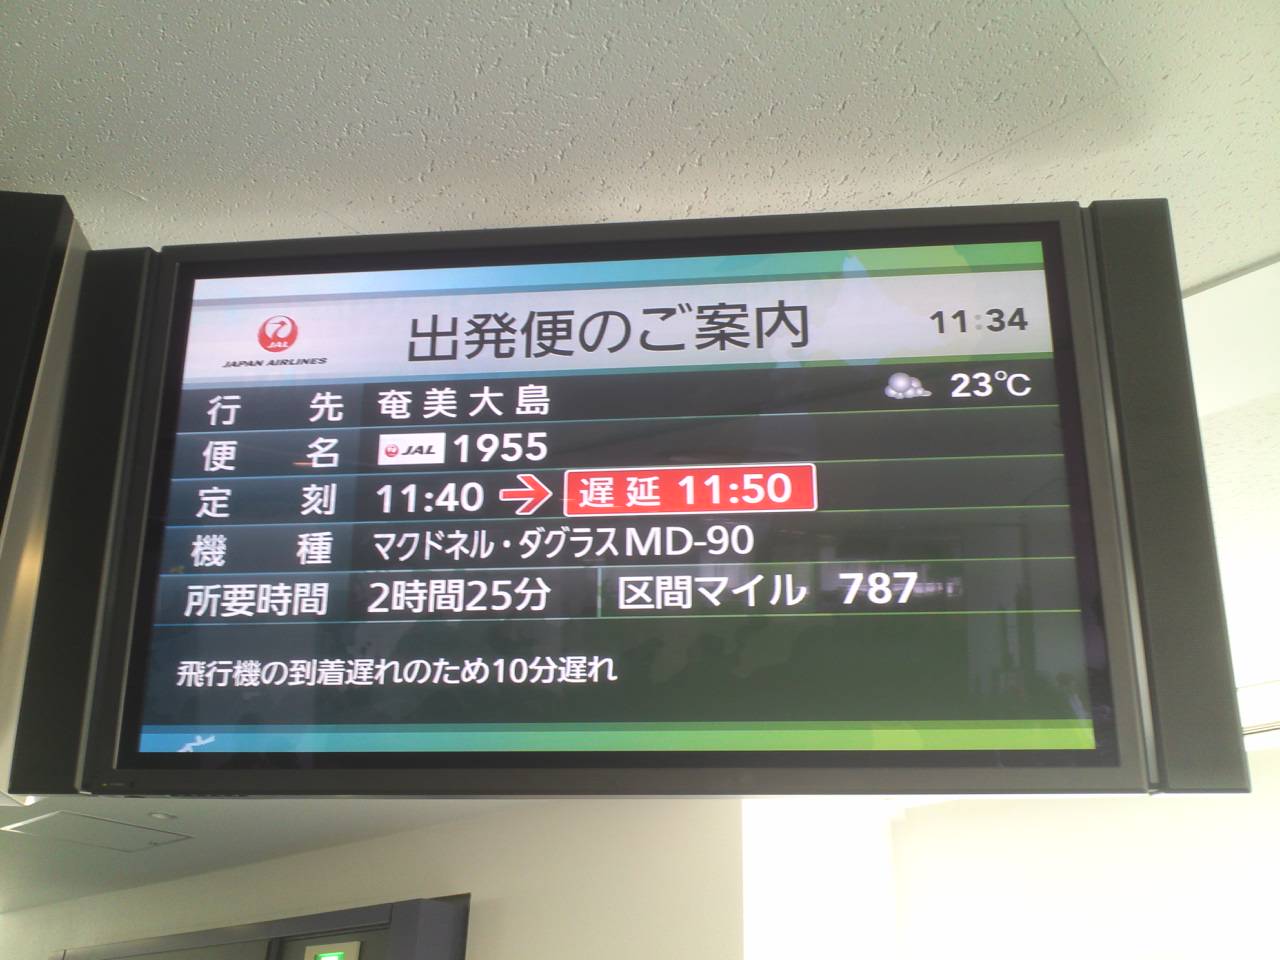 JAL
JAPAN AIRLINES
出発便のご案内
11:34
行先 奄美大島
23℃
便名 JAL 1955
定刻 11:40 → 遅延 11:50
機種 マクドネル・ダグラスMD-90
所要時間 2時間25分 区間マイル 787
飛行機の到着遅れのため10分遅れ